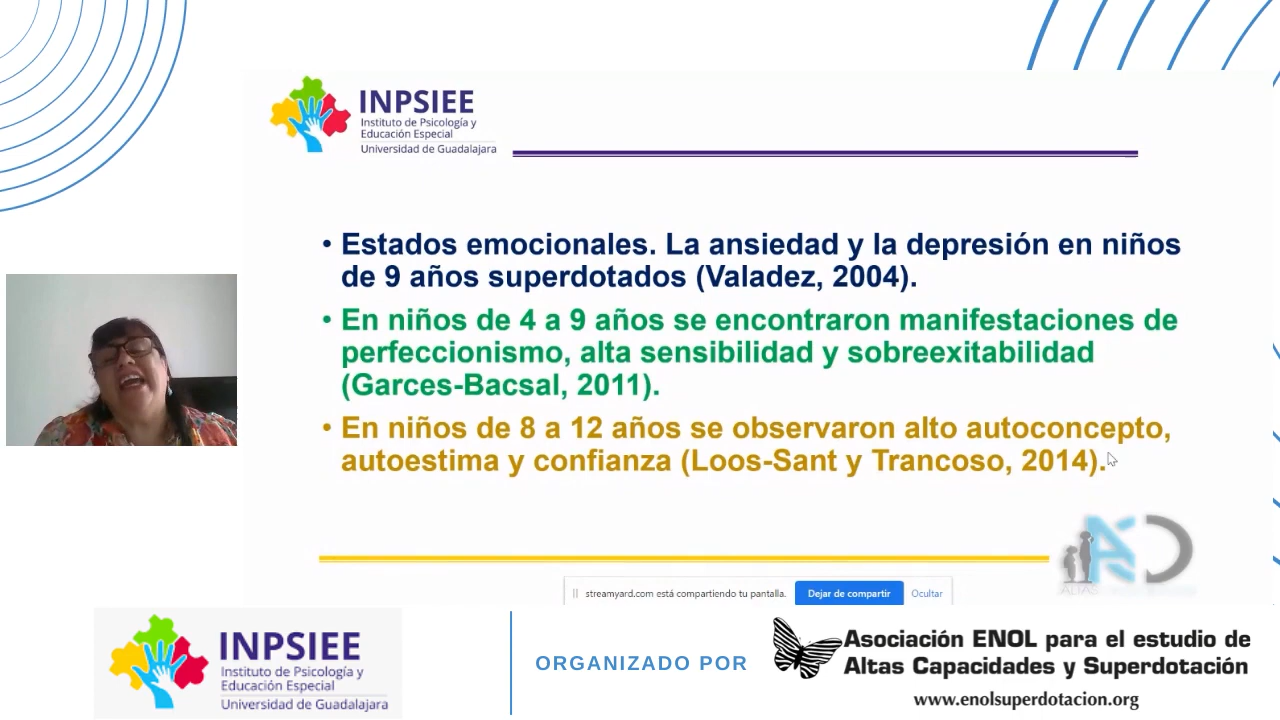 INPSIEE
Instituto de Psicología y
Educación Especial
Universidad de Guadalajara
• Estados emocionales. La ansiedad y la depresión en niños
de 9 años superdotados (Valadez, 2004).
• En niños de 4 a 9 años se encontraron manifestaciones de
perfeccionismo, alta sensibilidad y sobreexitabilidad
(Garces-Bacsal, 2011).
• En niños de 8 a 12 años se observaron alto autoconcepto,
autoestima y confianza (Loos-Sant y Trancoso, 2014).
AC
ALTAS
streamyard.com está compartiendo tu pantalla.
Dejar de compartir
Ocultar
INPSIEE
Instituto de Psicología y
Educación Especial
Universidad de Guadalajara
ORGANIZADO POR
Asociación ENOL para el estudio de
Altas Capacidades y Superdotación
www.enolsuperdotacion.org